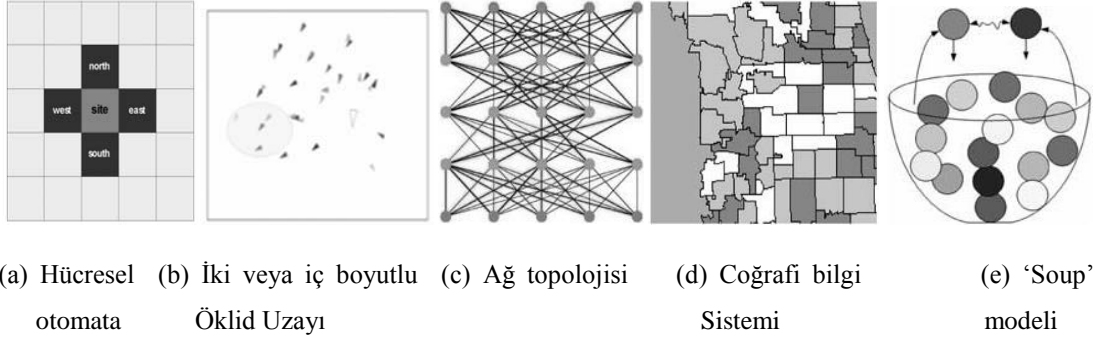 north
west site east
south
(a) Hücresel (b) İki veya iç boyutlu (c) Ağ topolojisi (d) Coğrafi bilgi (e) ‘Soup’
otomata Öklid Uzayı Sistemi modeli